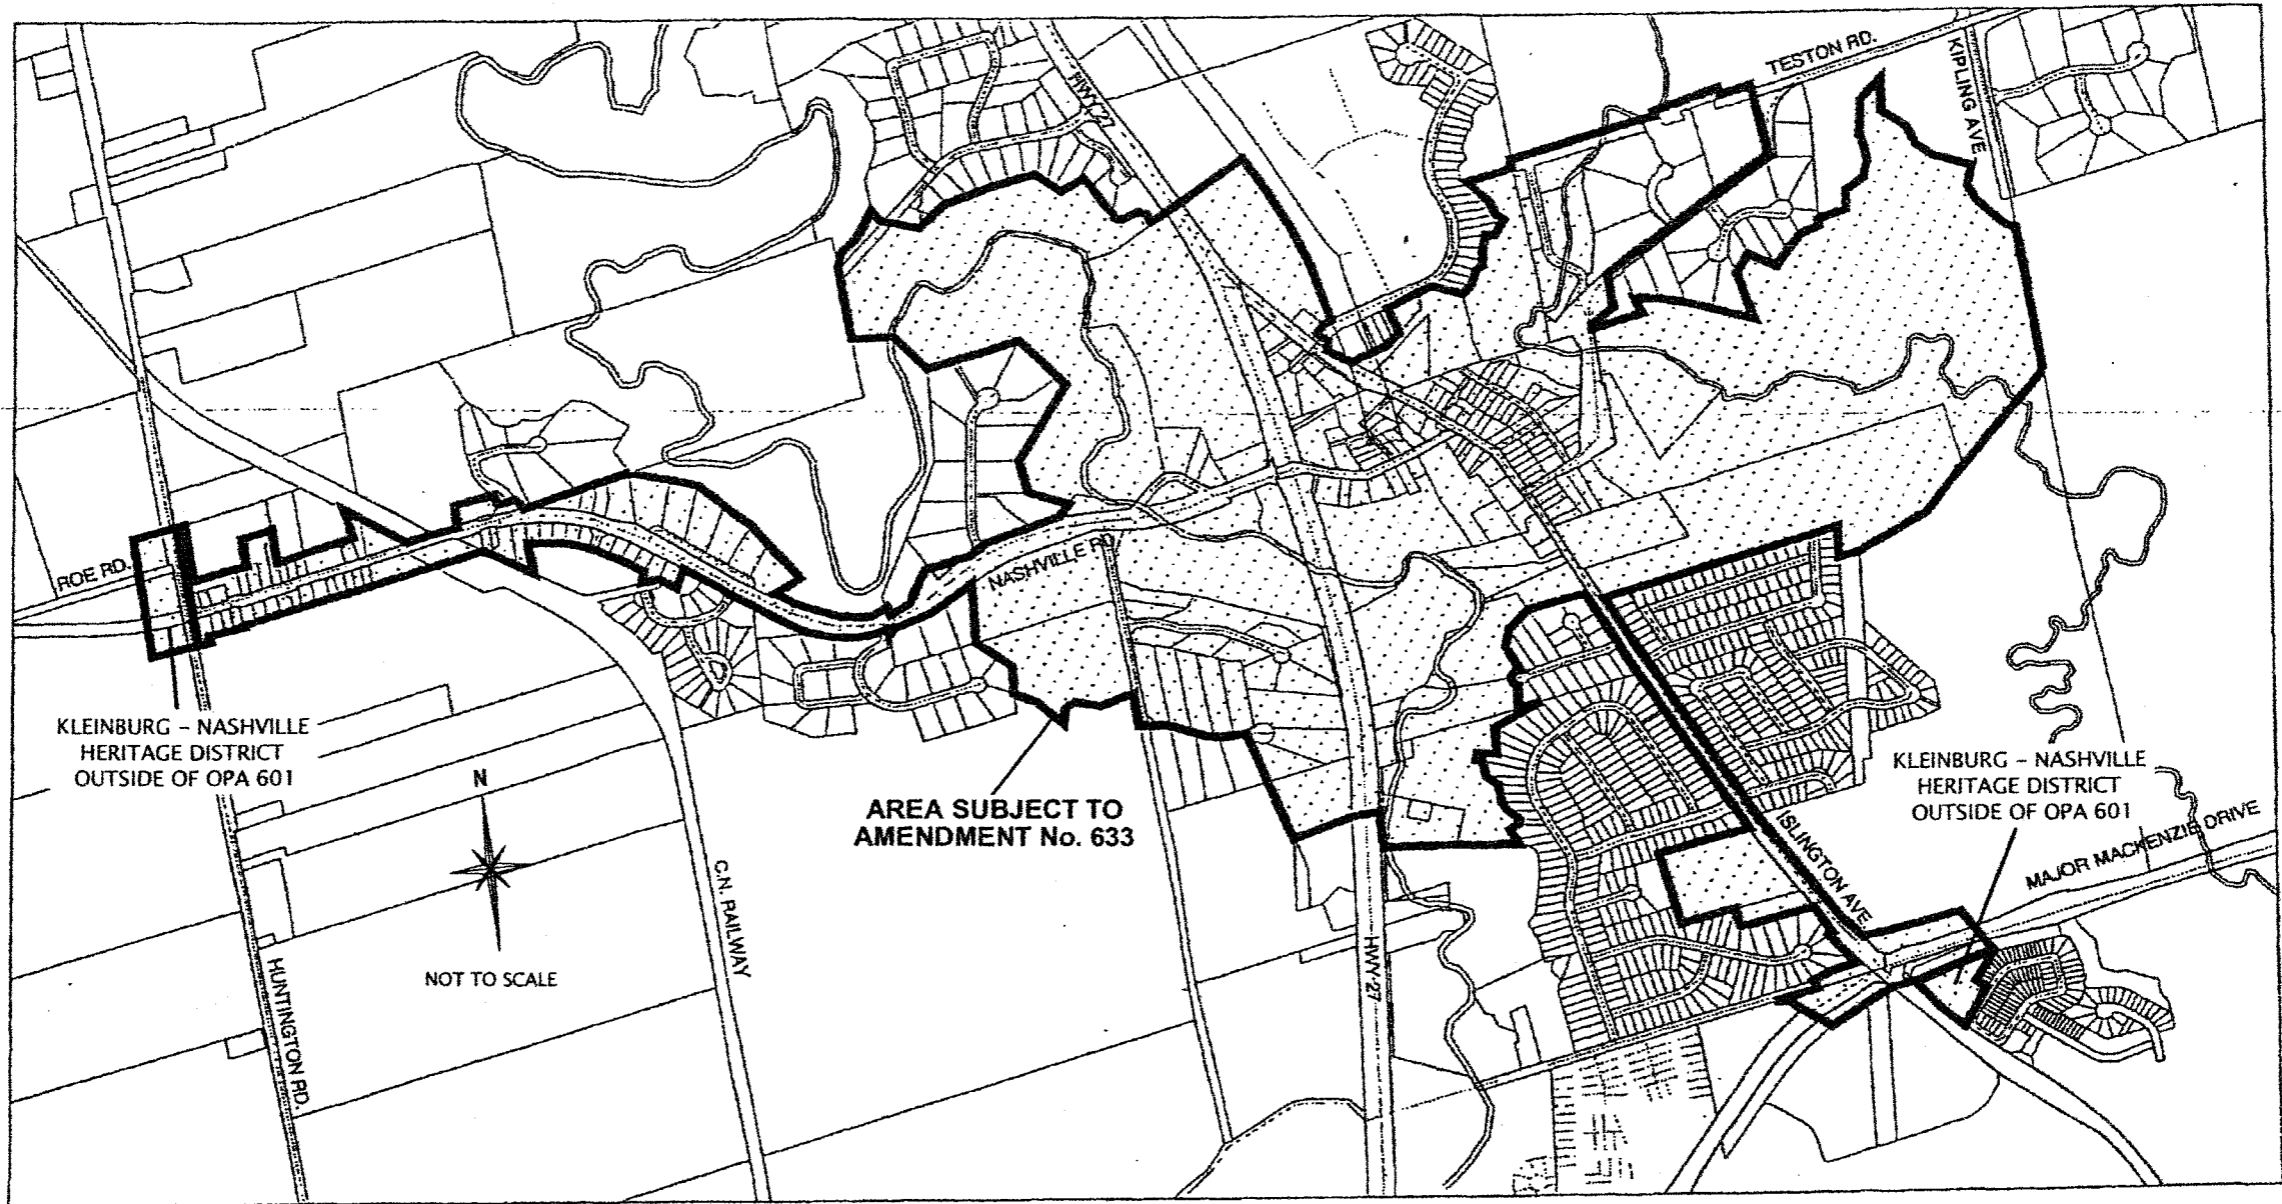 HWY 27
TESTON RD.
KIPLING AVE
ROE RD.
NASHVILLE RD
KLEINBURG – NASHVILLE
HERITAGE DISTRICT
OUTSIDE OF OPA 601
N
NOT TO SCALE
AREA SUBJECT TO
AMENDMENT No. 633
KLEINBURG – NASHVILLE
HERITAGE DISTRICT
OUTSIDE OF OPA 601
ISLINGTON AVE
MAJOR MACKENZIE DRIVE
C.N. RAILWAY
HWY-27
HUNTINGTON RD.